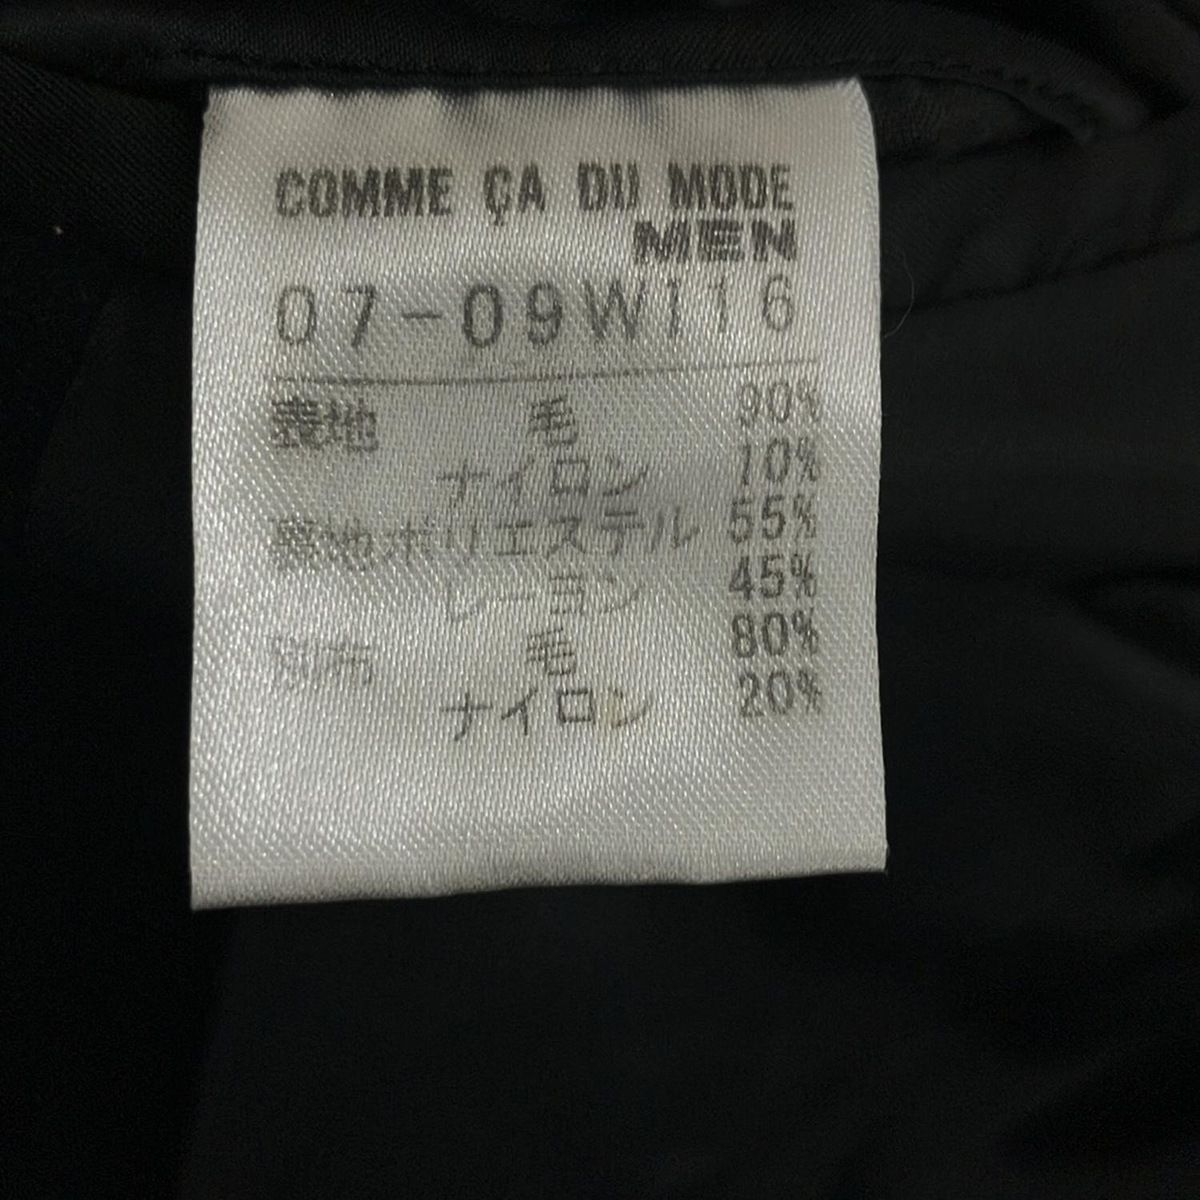 COMME ÇA DU MODE
MEN
07-09WI16
表地 毛 90%
ナイロン 10%
裏地ポリエステル 55%
レーヨン 45%
別布 毛 80%
ナイロン 20%